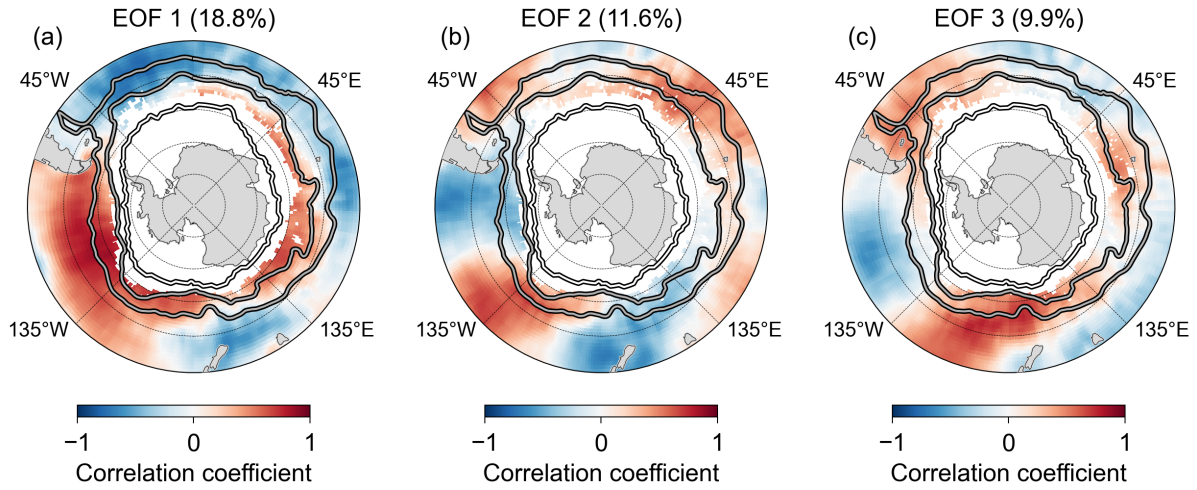 EOF 1 (18.8%)
(a)
45°W
45°E
135°W
135°E
−1
0
1
Correlation coefficient
EOF 2 (11.6%)
(b)
45°W
45°E
135°W
135°E
−1
0
1
Correlation coefficient
EOF 3 (9.9%)
(c)
45°W
45°E
135°W
135°E
−1
0
1
Correlation coefficient